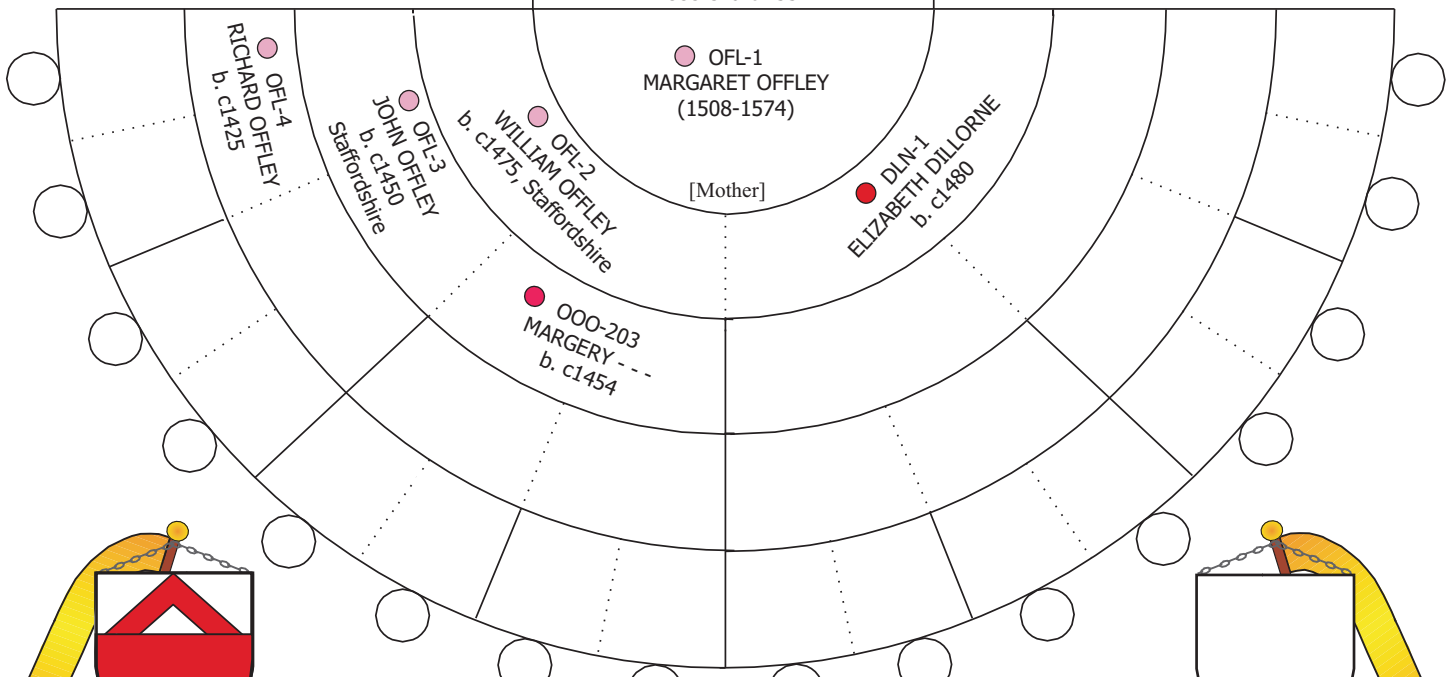 OFL-1
MARGARET OFFLEY
(1508-1574)
[Mother]
OFL-2
WILLIAM OFFLEY
b. c1475, Staffordshire
DLN-1
ELIZABETH DILLORNE
b. c1480
OFL-3
JOHN OFFLEY
b. c1450
Staffordshire
OOO-203
MARGERY - - -
b. c1454
OFL-4
RICHARD OFFLEY
b. c1425